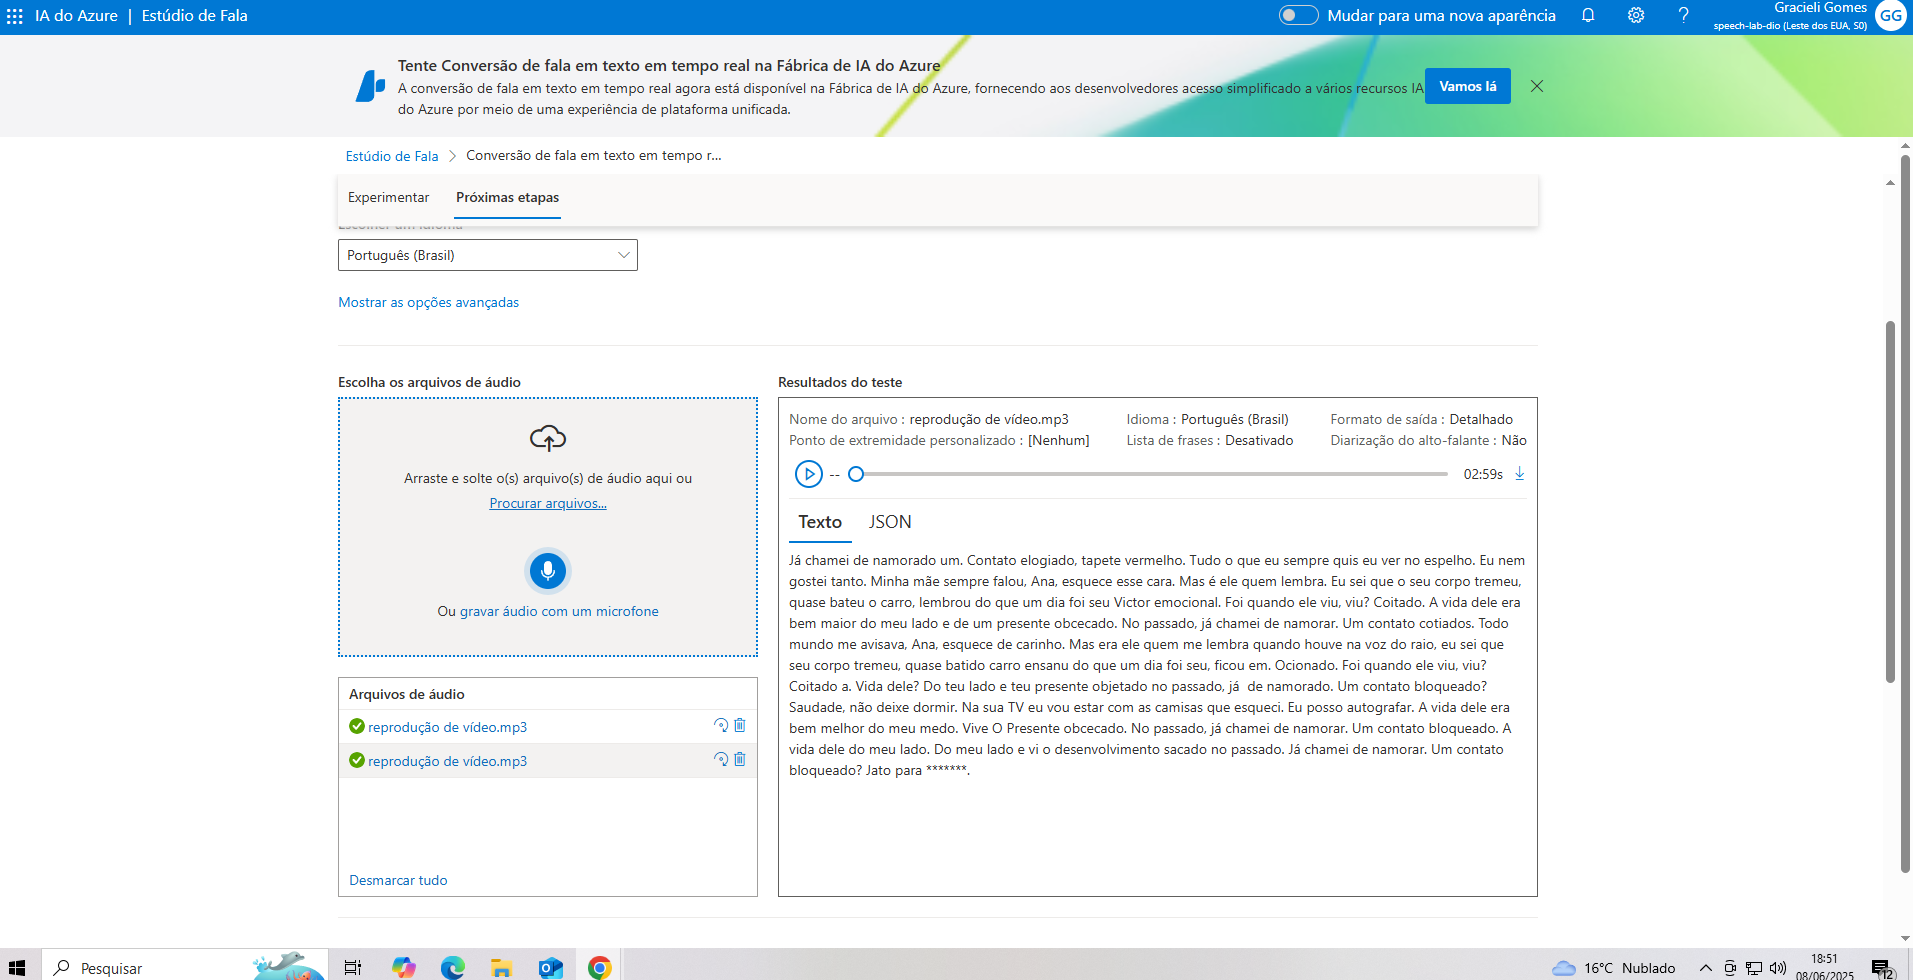 IA do Azure | Estúdio de Fala
Mudar para uma nova aparência
Gracieli Gomes
speech-lab-dio (Leste dos EUA, S0)
GG
Tente Conversão de fala em texto em tempo real na Fábrica de IA do Azure
A conversão de fala em texto em tempo real agora está disponível na Fábrica de IA do Azure, fornecendo aos desenvolvedores acesso simplificado a vários recursos IA
do Azure por meio de uma experiência de plataforma unificada.
Vamos lá
Estúdio de Fala > Conversão de fala em texto em tempo r...
Experimentar
Próximas etapas
Escolher um idioma
Português (Brasil)
Mostrar as opções avançadas
Escolha os arquivos de áudio
Arraste e solte o(s) arquivo(s) de áudio aqui ou
Procurar arquivos...
Ou gravar áudio com um microfone
Arquivos de áudio
reprodução de vídeo.mp3
reprodução de vídeo.mp3
Desmarcar tudo
Resultados do teste
Nome do arquivo : reprodução de vídeo.mp3
Idioma : Português (Brasil)
Formato de saída : Detalhado
Ponto de extremidade personalizado : [Nenhum]
Lista de frases : Desativado
Diarização do alto-falante : Não
--
02:59s
Texto
JSON
Já chamei de namorado um. Contato elogiado, tapete vermelho. Tudo o que eu sempre quis eu ver no espelho. Eu nem
gostei tanto. Minha mãe sempre falou, Ana, esquece esse cara. Mas é ele quem lembra. Eu sei que o seu corpo tremeu,
quase bateu o carro, lembrou do que um dia foi seu Victor emocional. Foi quando ele viu, viu? Coitado. A vida dele era
bem maior do meu lado e de um presente obcecado. No passado, já chamei de namorar. Um contato cotiados. Todo
mundo me avisava, Ana, esquece de carinho. Mas era ele quem me lembra quando houve na voz do raio, eu sei que
seu corpo tremeu, quase batido carro ensanu do que um dia foi seu, ficou em. Ocionado. Foi quando ele viu, viu?
Coitado a. Vida dele? Do teu lado e teu presente objetado no passado, já  de namorado. Um contato bloqueado?
Saudade, não deixe dormir. Na sua TV eu vou estar com as camisas que esqueci. Eu posso autografar. A vida dele era
bem melhor do meu medo. Vive O Presente obcecado. No passado, já chamei de namorar. Um contato bloqueado. A
vida dele do meu lado. Do meu lado e vi o desenvolvimento sacado no passado. Já chamei de namorar. Um contato
bloqueado? Jato para *******.
Pesquisar
16°C Nublado
18:51
08/06/2025
12